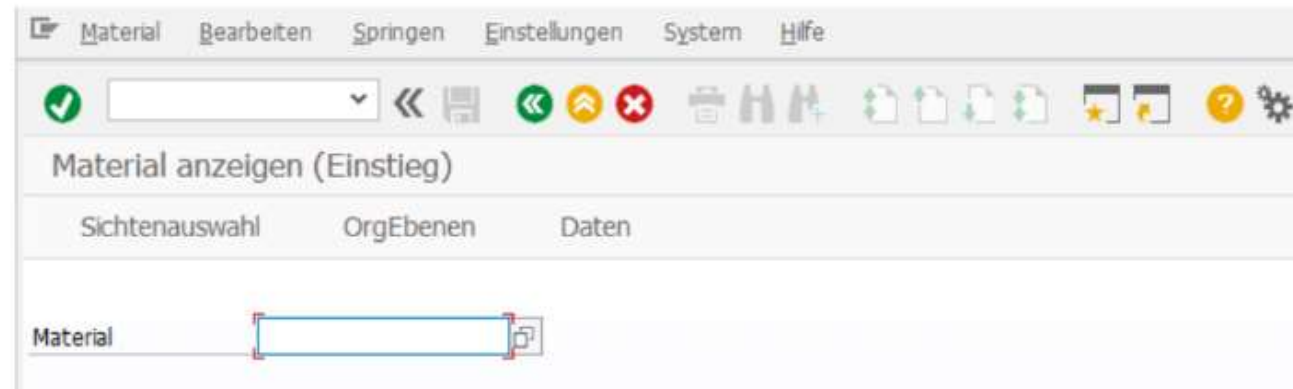 Material Bearbeiten Springen Einstellungen System Hilfe
Material anzeigen (Einstieg)
Sichtenauswahl OrgEbenen Daten
Material